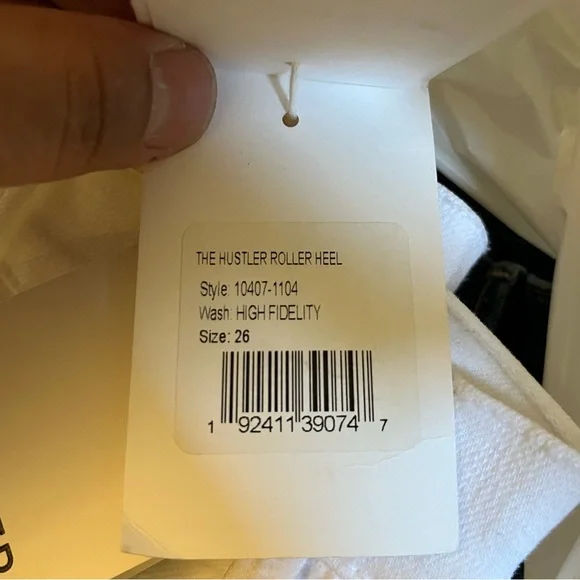 THE HUSTLER ROLLER HEEL
Style: 10407-1104
Wash: HIGH FIDELITY
Size: 26
1 92411 39074 7